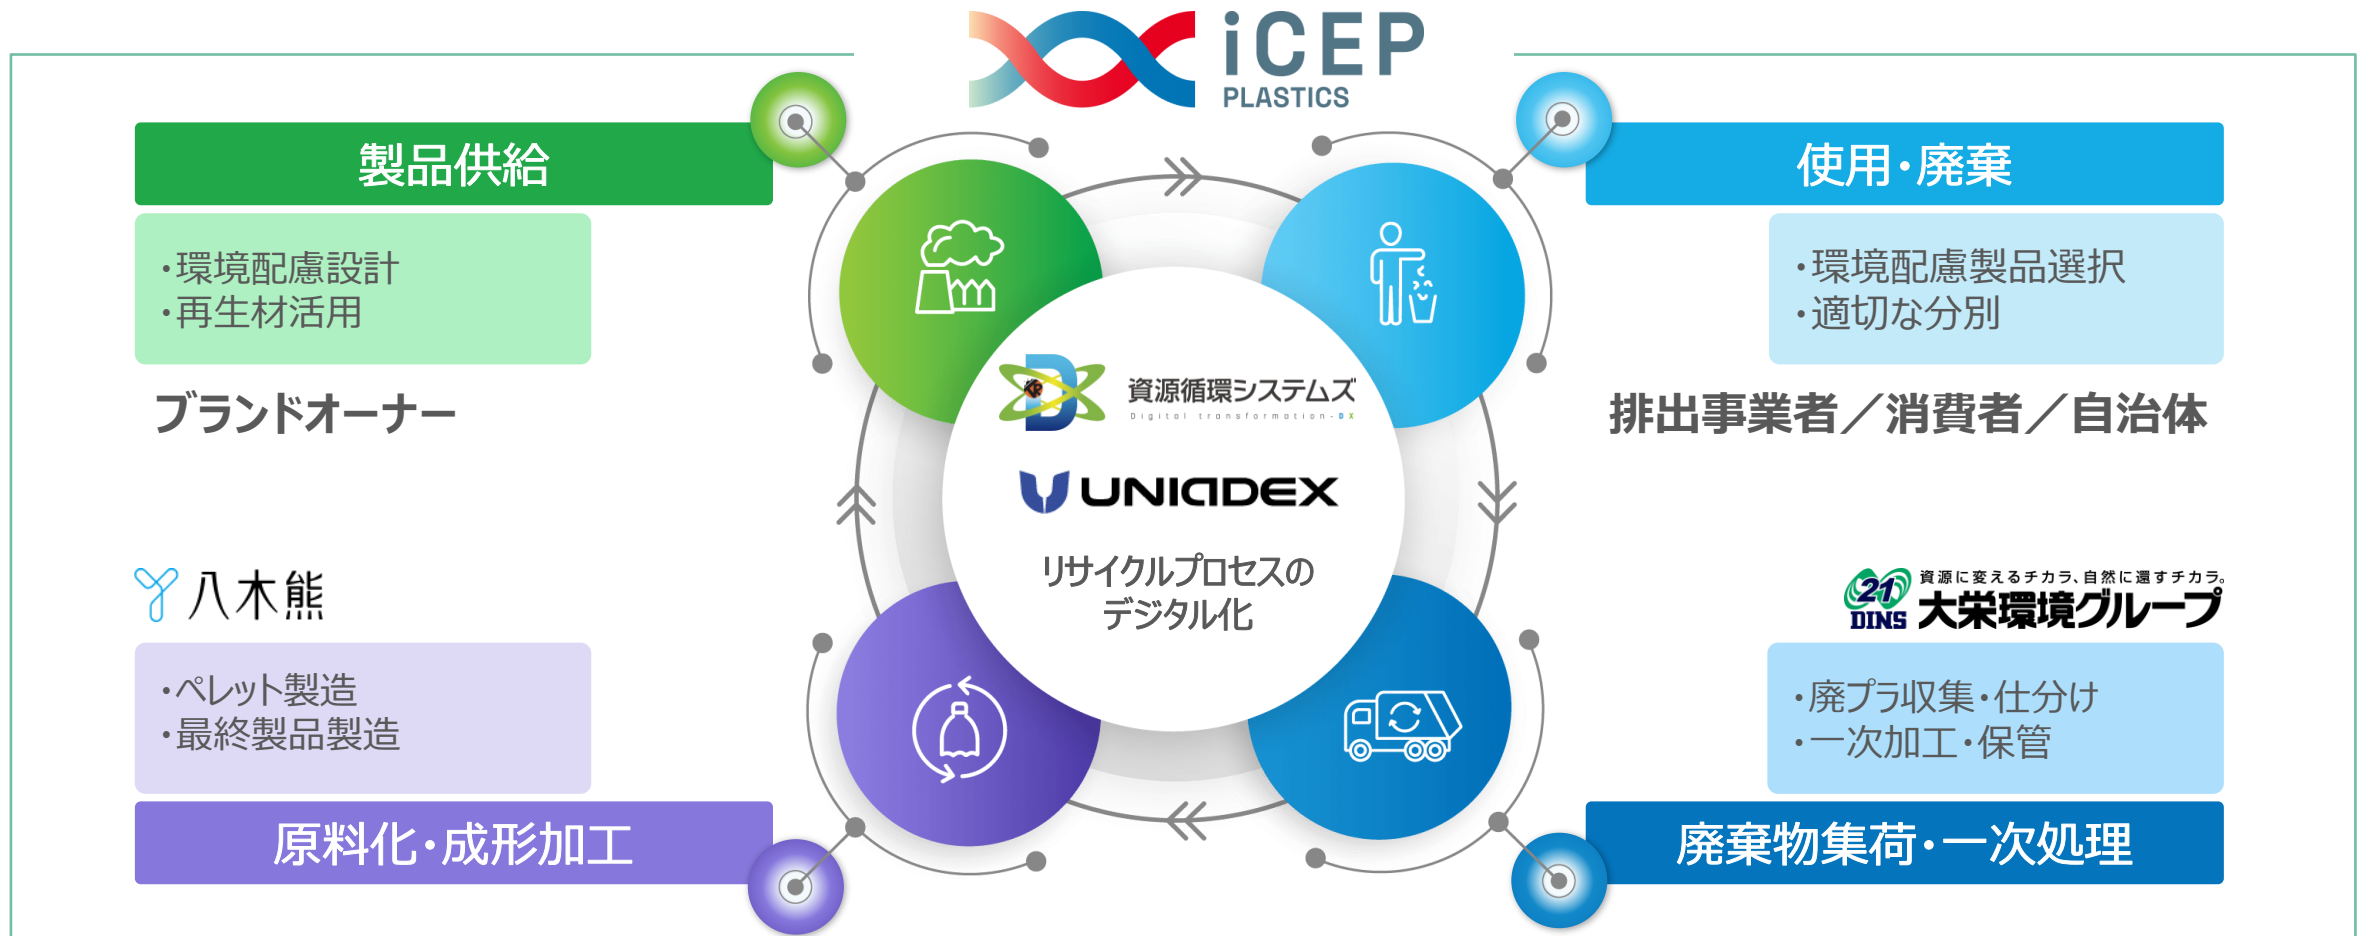 iCEP
PLASTICS
製品供給
・環境配慮設計
・再生材活用
ブランドオーナー
使用・廃棄
・環境配慮製品選択
・適切な分別
排出事業者／消費者／自治体
資源循環システムズ
Digital transformation-DX
UNIADEX
リサイクルプロセスの
デジタル化
八木熊
・ペレット製造
・最終製品製造
原料化・成形加工
21
DINS
資源に変えるチカラ、自然に還すチカラ。
大栄環境グループ
・廃プラ収集・仕分け
・一次加工・保管
廃棄物集荷・一次処理